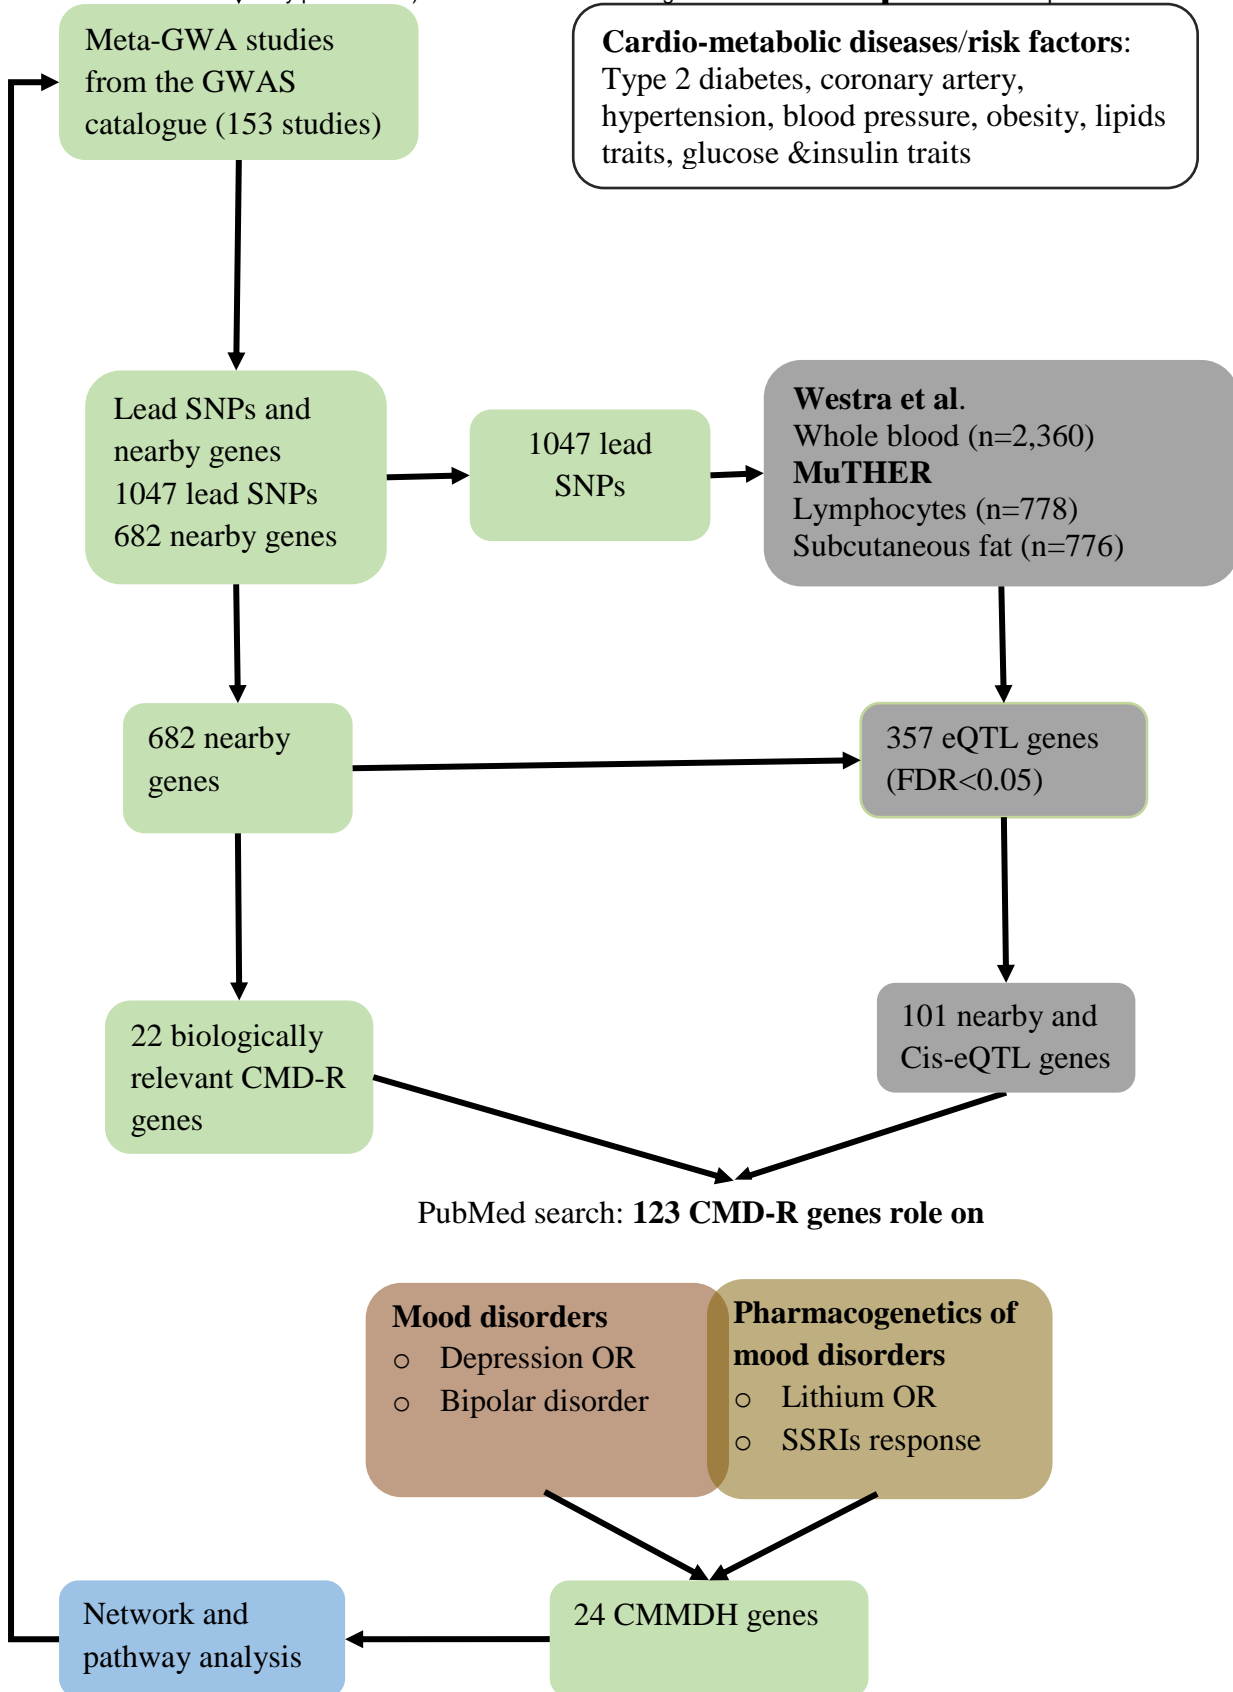 Meta-GWA studies
from the GWAS
catalogue (153 studies)
Cardio-metabolic diseases/risk factors:
Type 2 diabetes, coronary artery,
hypertension, blood pressure, obesity, lipids
traits, glucose &insulin traits
Lead SNPs and
nearby genes
1047 lead SNPs
682 nearby genes
1047 lead
SNPs
Westra et al.
Whole blood (n=2,360)
MuTHER
Lymphocytes (n=778)
Subcutaneous fat (n=776)
682 nearby
genes
357 eQTL genes
(FDR<0.05)
22 biologically
relevant CMD-R
genes
101 nearby and
Cis-eQTL genes
PubMed search: 123 CMD-R genes role on
Mood disorders
o Depression OR
o Bipolar disorder
Pharmacogenetics of
mood disorders
o Lithium OR
o SSRIs response
Network and
pathway analysis
24 CMMDH genes